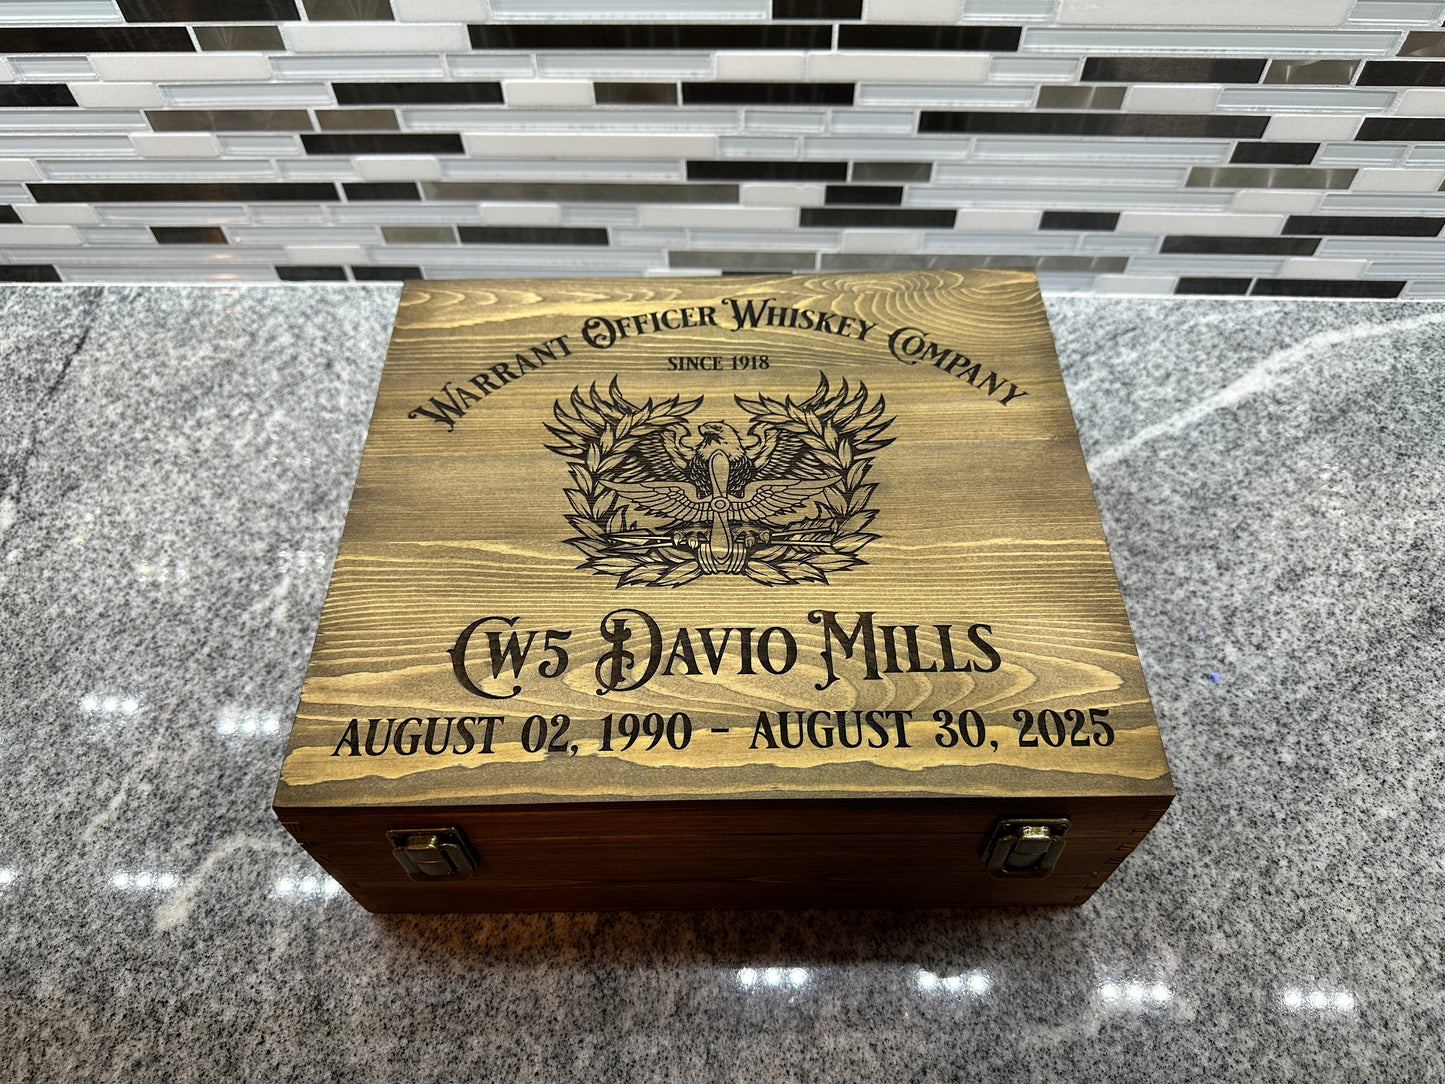 Warrant Officer Whiskey Company
SINCE 1918
CW5 Davio Mills
AUGUST 02, 1990 - AUGUST 30, 2025